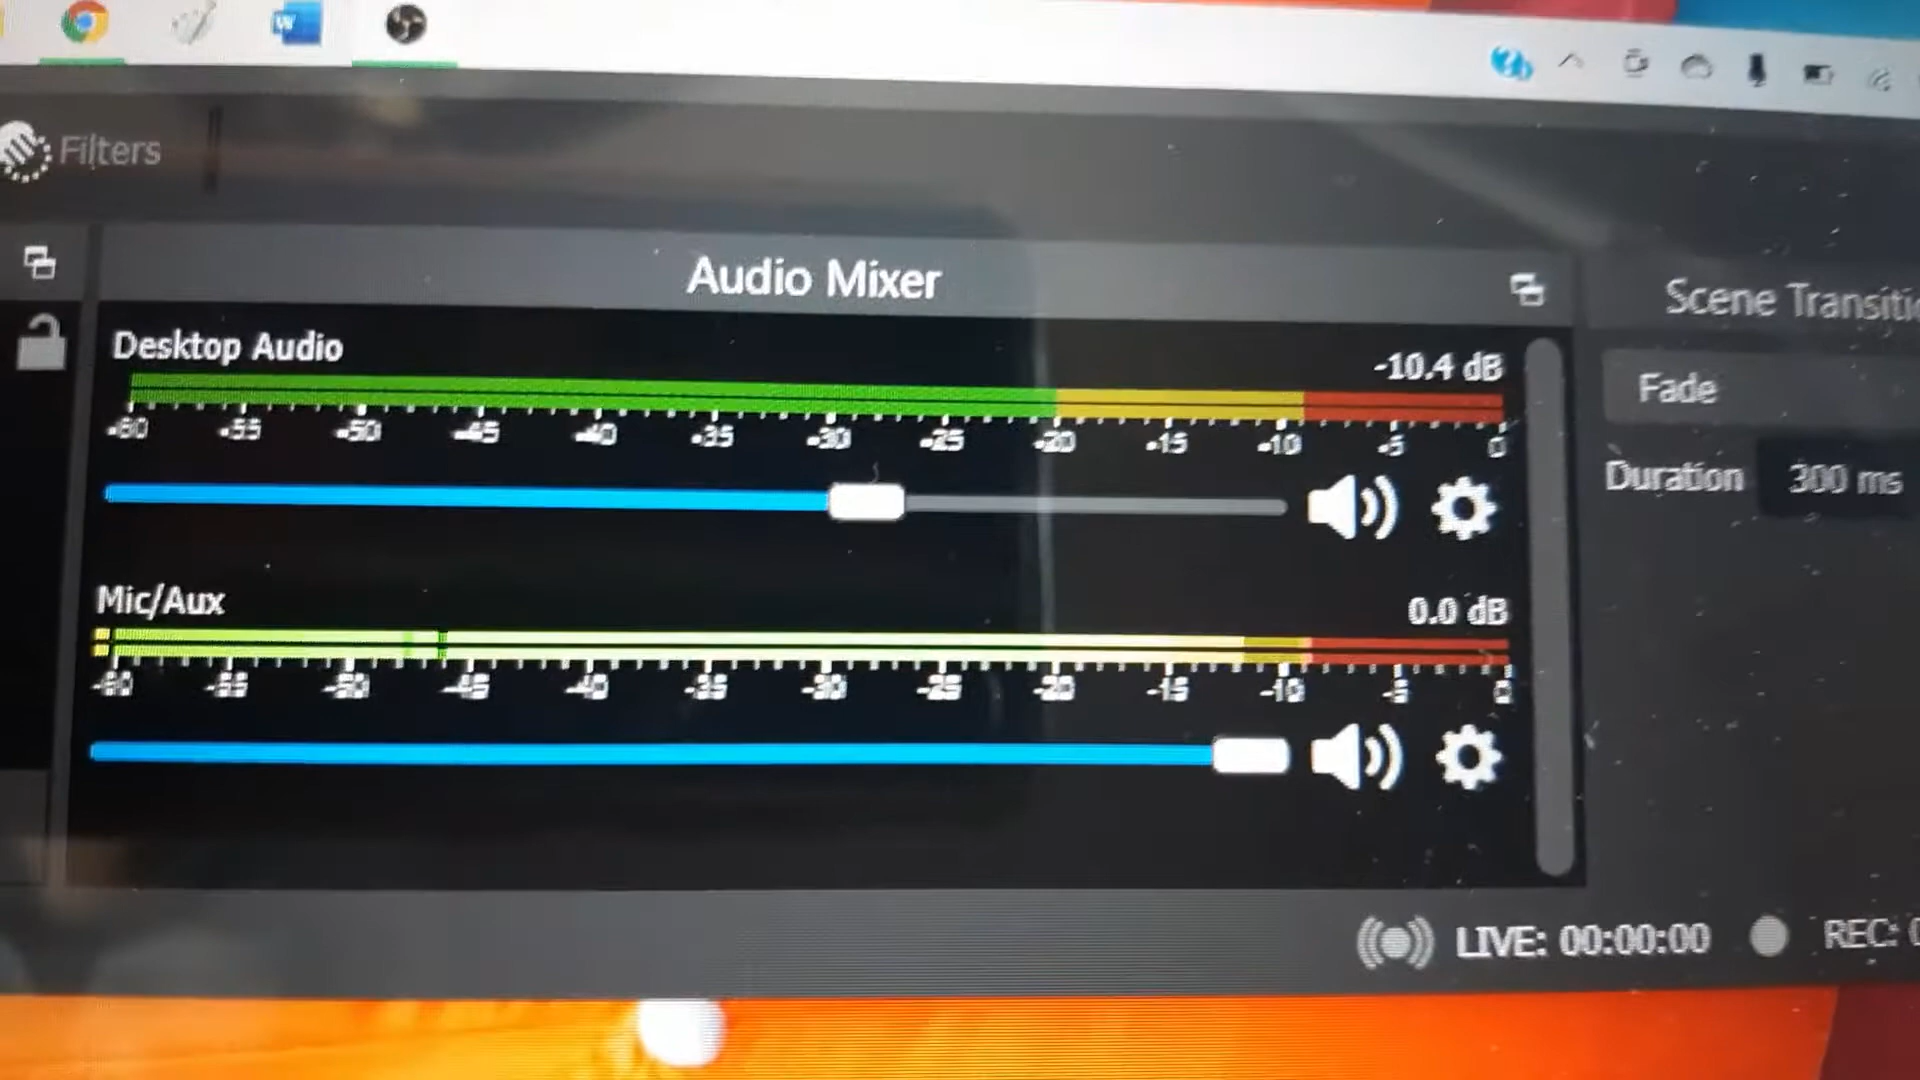 Filters
Audio Mixer
Scene Transiti
Desktop Audio
-10.4 dB
-60 -55 -50 -45 -40 -35 -30 -25 -20 -15 -10 -5 0
Fade
Duration 300 ms
Mic/Aux
0.0 dB
-60 -55 -50 -45 -40 -35 -30 -25 -20 -15 -10 -5 0
LIVE: 00:00:00 REC: 0